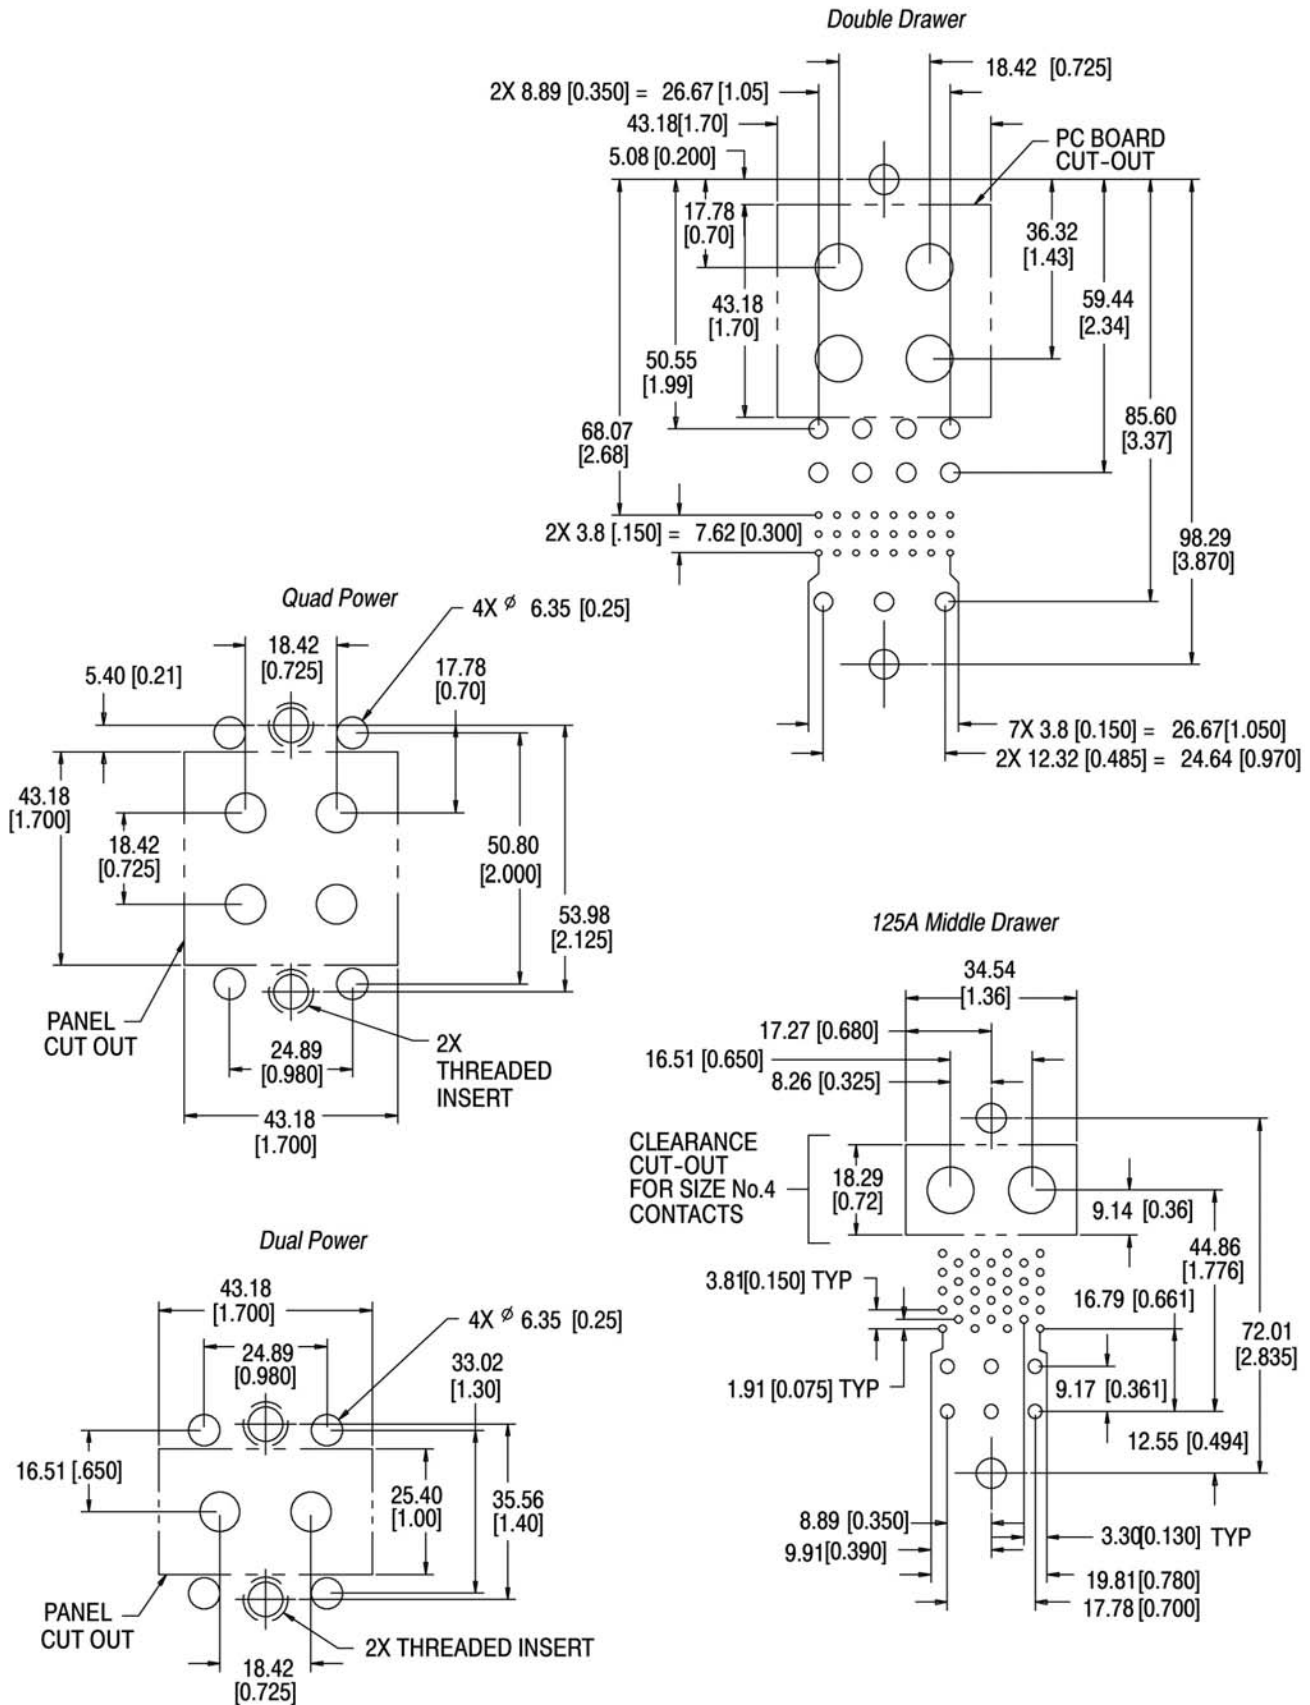 Double Drawer
18.42 [0.725]
2X 8.89 [0.350] = 26.67 [1.05]
43.18[1.70]
5.08 [0.200]
PC BOARD
CUT-OUT
17.78
[0.70]
36.32
[1.43]
43.18
[1.70]
59.44
[2.34]
50.55
[1.99]
68.07
[2.68]
85.60
[3.37]
2X 3.8 [.150] = 7.62 [0.300]
98.29
[3.870]
7X 3.8 [0.150] = 26.67[1.050]
2X 12.32 [0.485] = 24.64 [0.970]
Quad Power
4X ø 6.35 [0.25]
18.42
[0.725]
5.40 [0.21]
17.78
[0.70]
43.18
[1.700]
18.42
[0.725]
50.80
[2.000]
53.98
[2.125]
PANEL
CUT OUT
24.89
[0.980]
2X
THREADED
INSERT
43.18
[1.700]
125A Middle Drawer
34.54
[1.36]
17.27 [0.680]
16.51 [0.650]
8.26 [0.325]
CLEARANCE
CUT-OUT
FOR SIZE No.4
CONTACTS
18.29
[0.72]
9.14 [0.36]
44.86
[1.776]
3.81[0.150] TYP
16.79 [0.661]
72.01
[2.835]
1.91 [0.075] TYP
9.17 [0.361]
12.55 [0.494]
8.89 [0.350]
3.30[0.130] TYP
9.91[0.390]
19.81[0.780]
17.78 [0.700]
Dual Power
43.18
[1.700]
4X ø 6.35 [0.25]
24.89
[0.980]
33.02
[1.30]
16.51 [.650]
25.40
[1.00]
35.56
[1.40]
PANEL
CUT OUT
2X THREADED INSERT
18.42
[0.725]